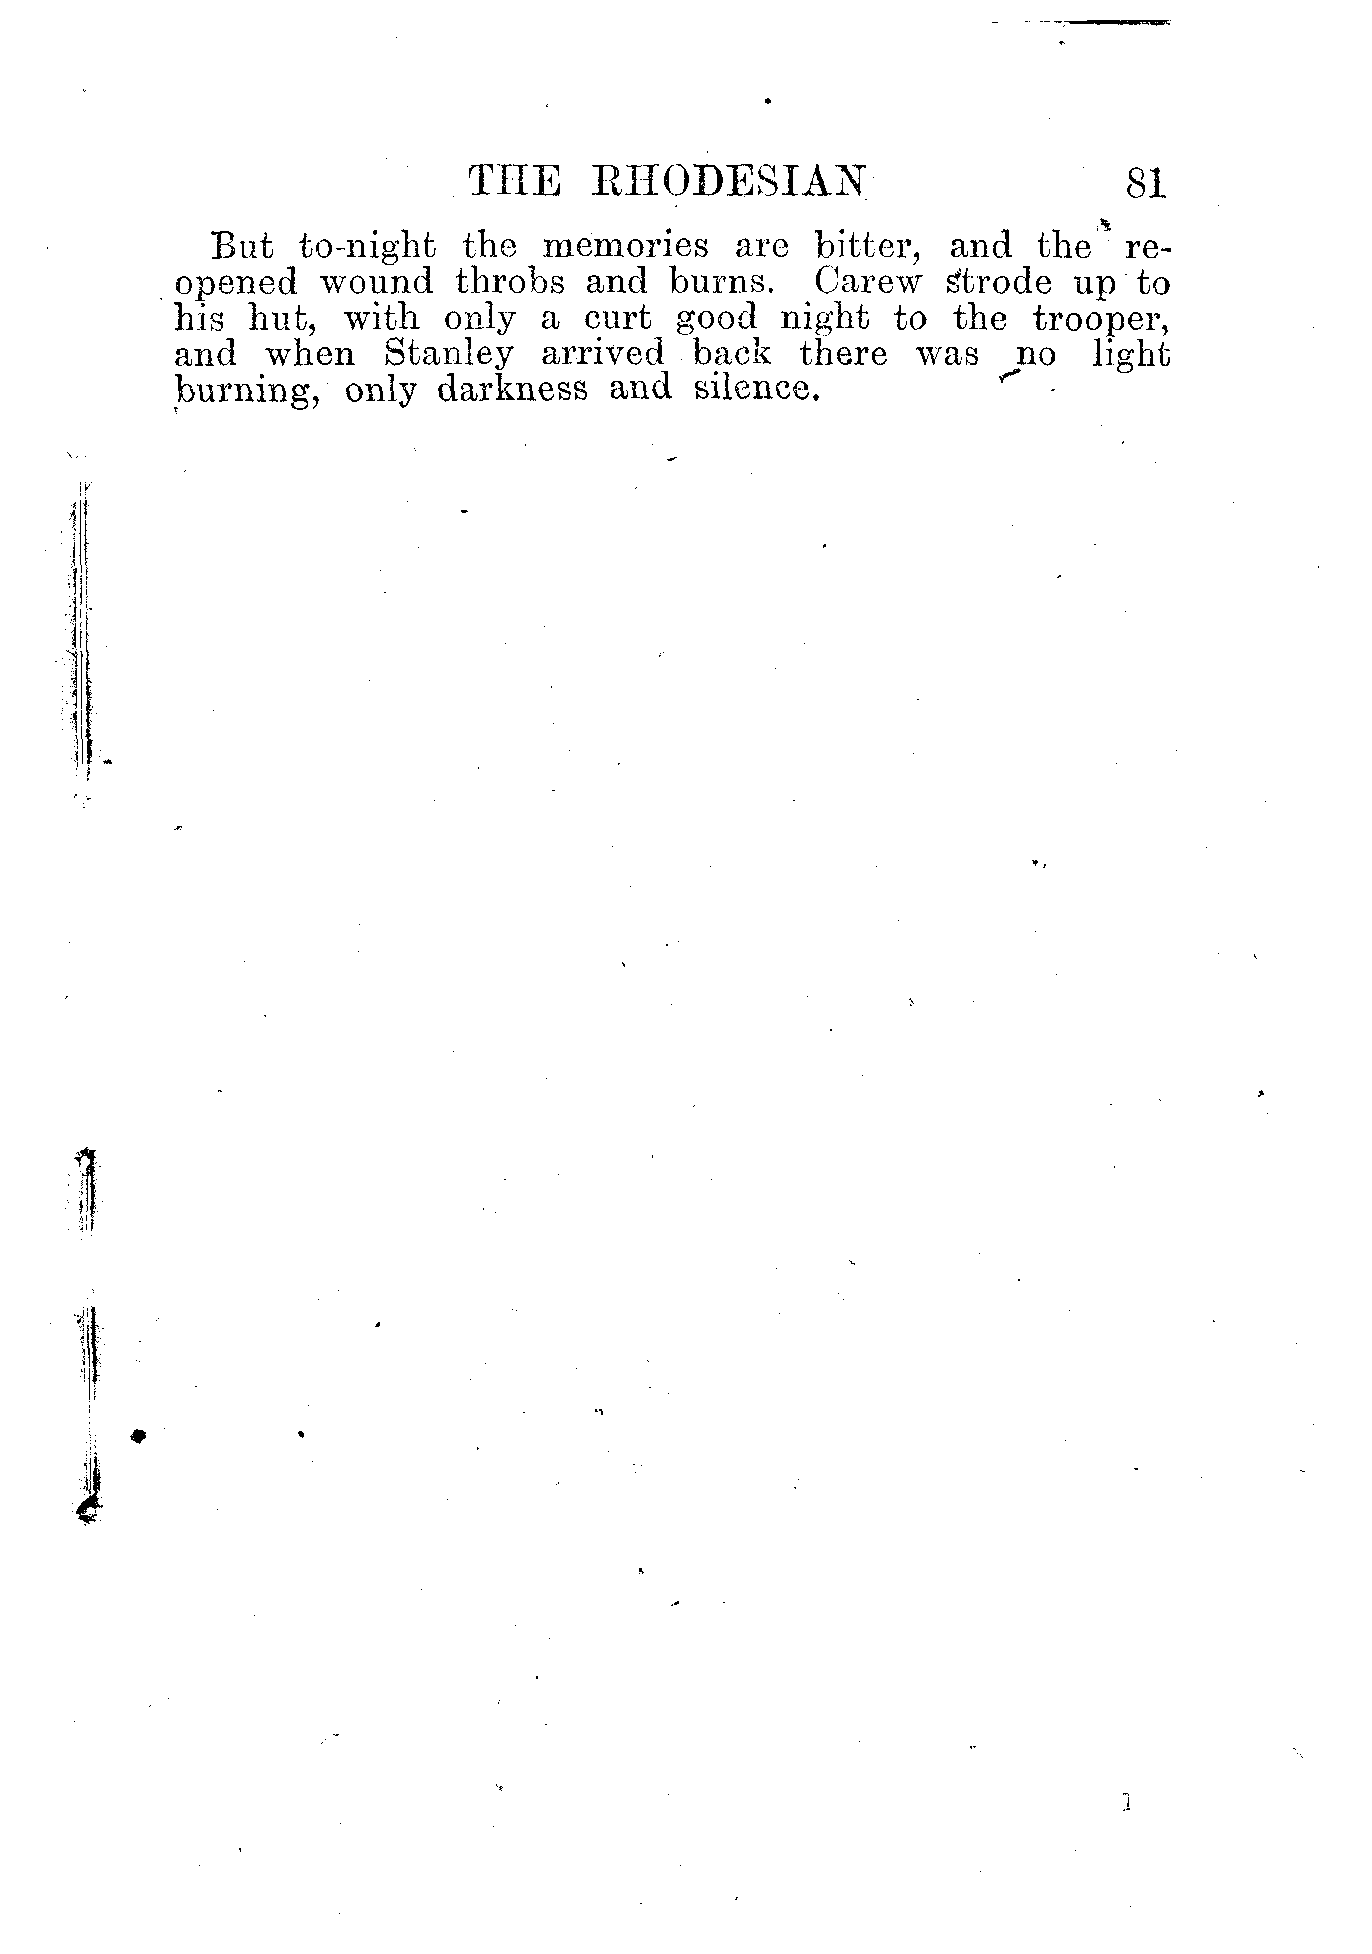 THE RHODESIAN 81
But to-night the memories are bitter, and the re-
opened wound throbs and burns. Carew strode up to
his hut, with only a curt good night to the trooper,
and when Stanley arrived back there was no light
burning, only darkness and silence.